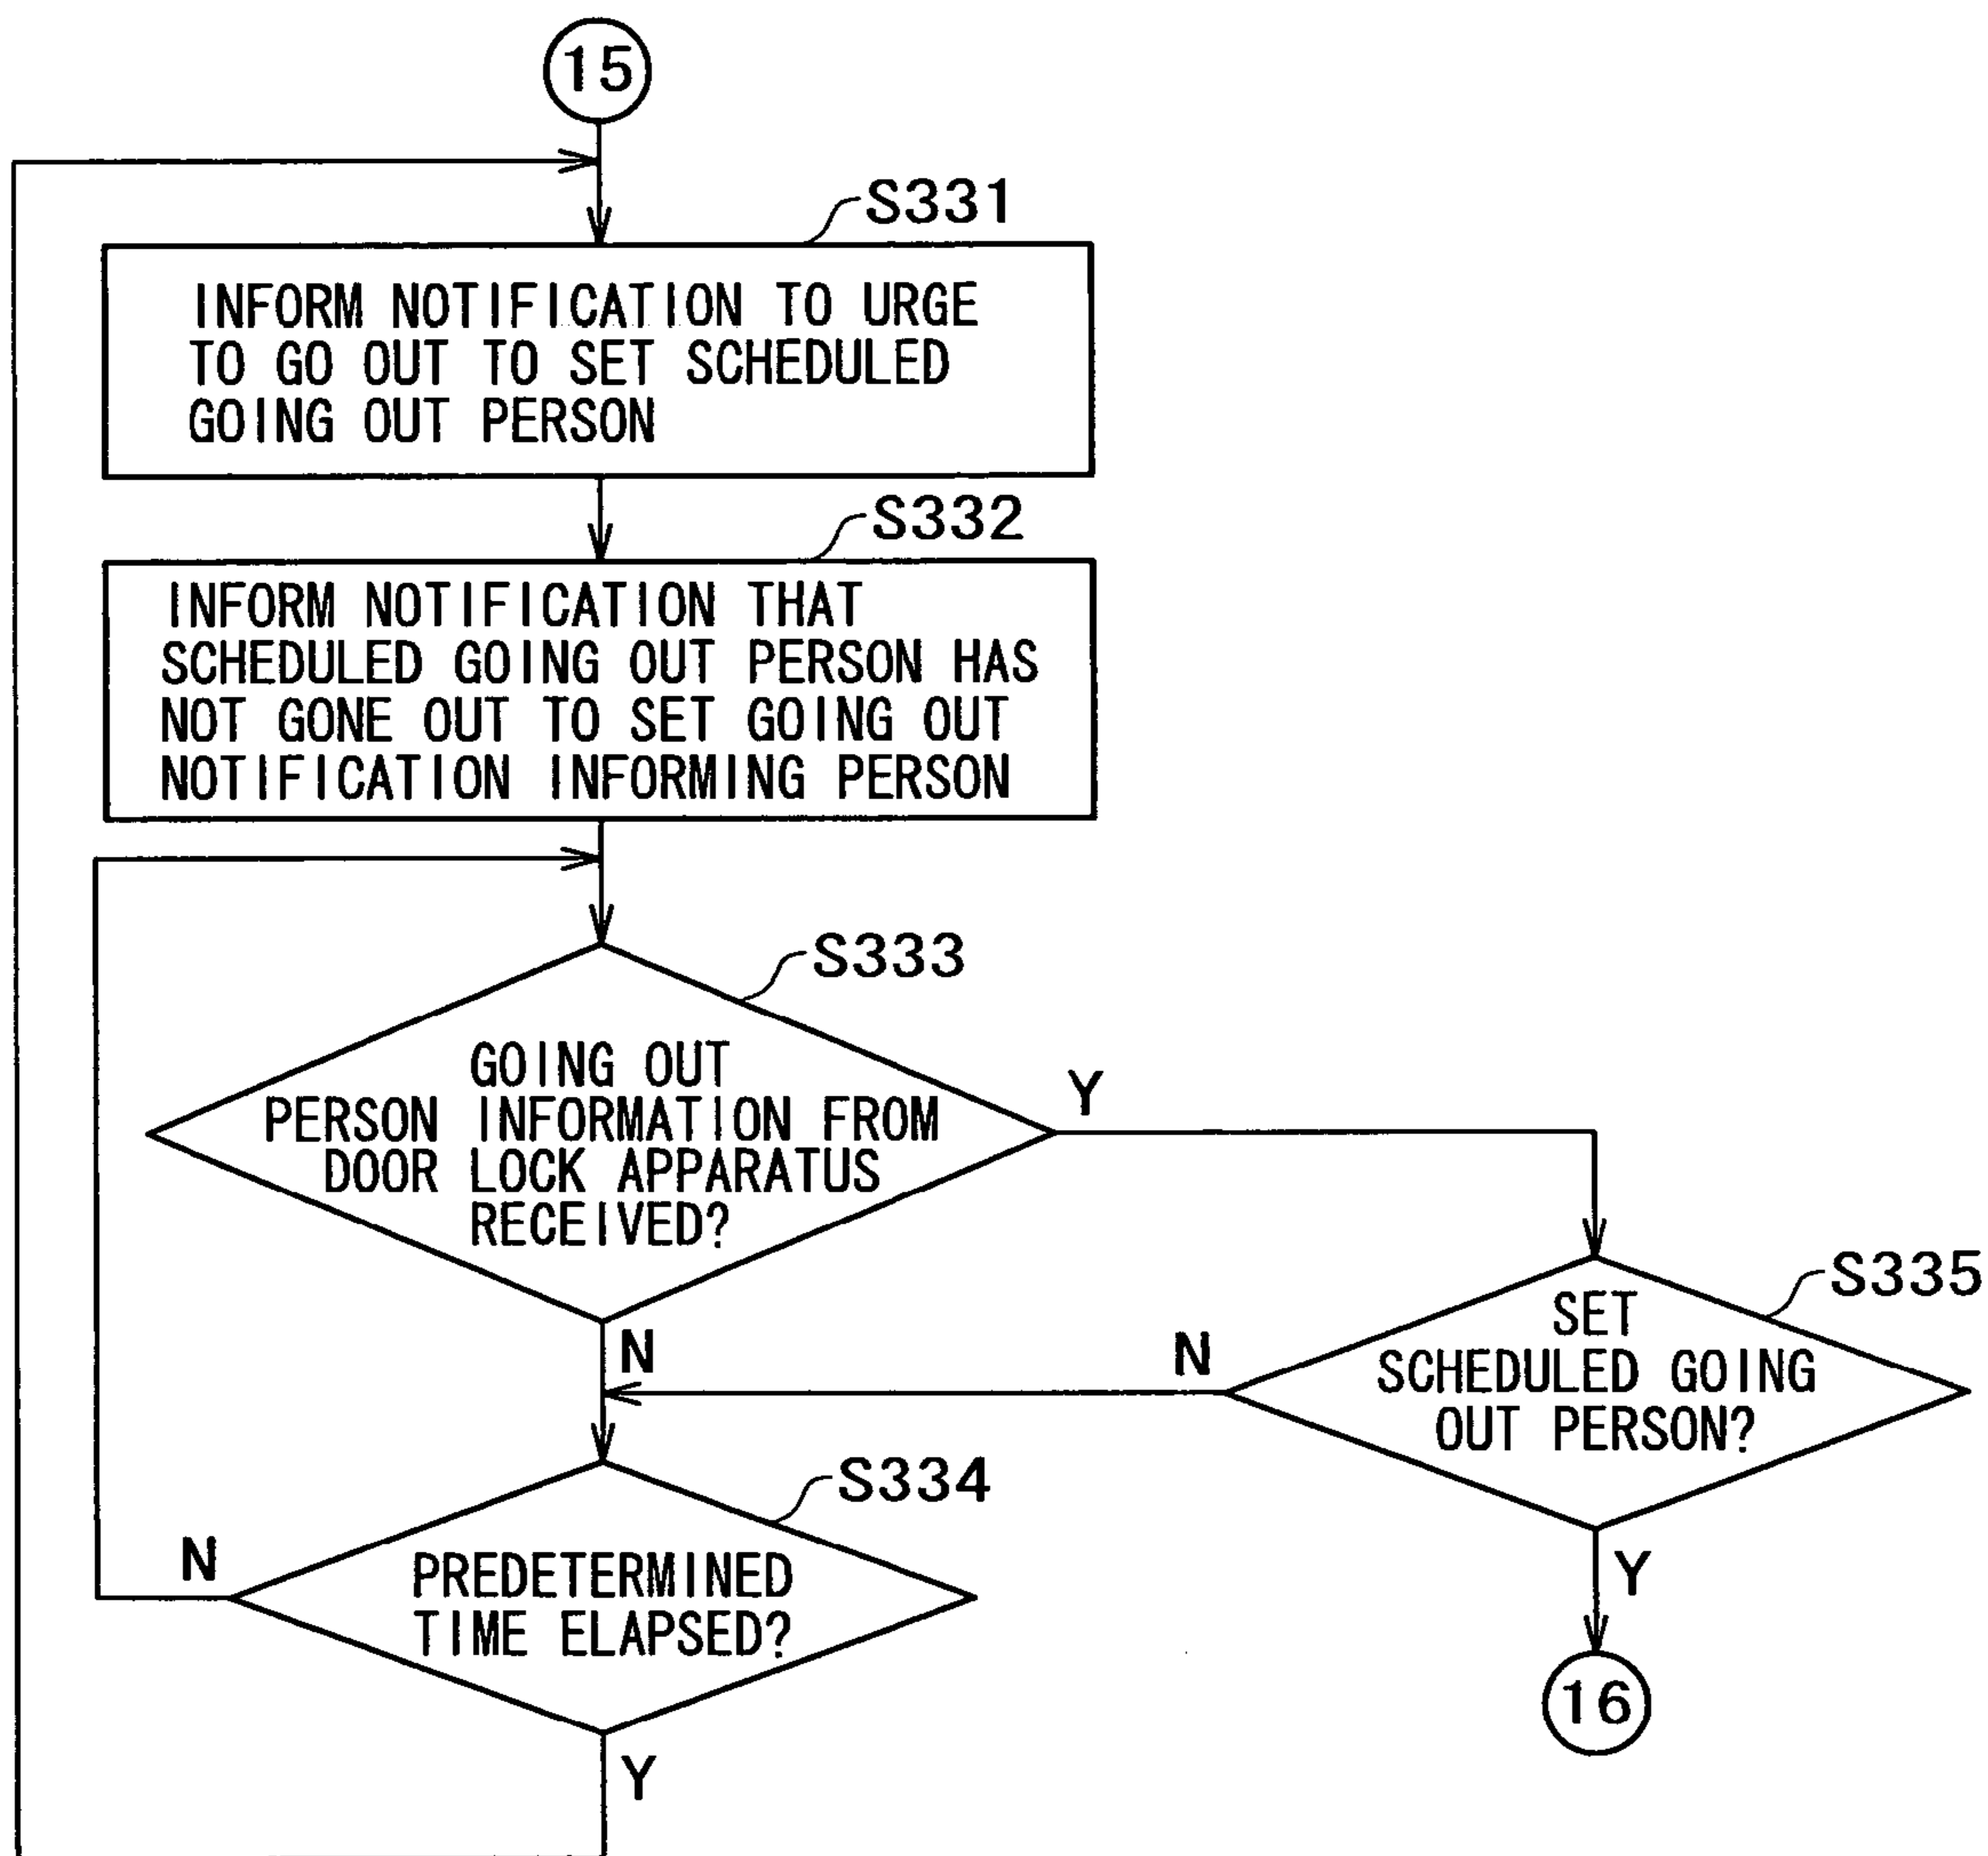 15
S331
INFORM NOTIFICATION TO URGE
TO GO OUT TO SET SCHEDULED
GOING OUT PERSON
S332
INFORM NOTIFICATION THAT
SCHEDULED GOING OUT PERSON HAS
NOT GONE OUT TO SET GOING OUT
NOTIFICATION INFORMING PERSON
S333
GOING OUT
PERSON INFORMATION FROM
DOOR LOCK APPARATUS
RECEIVED?
Y
N
S335
SET
SCHEDULED GOING
OUT PERSON?
N
Y
16
S334
PREDETERMINED
TIME ELAPSED?
N
Y